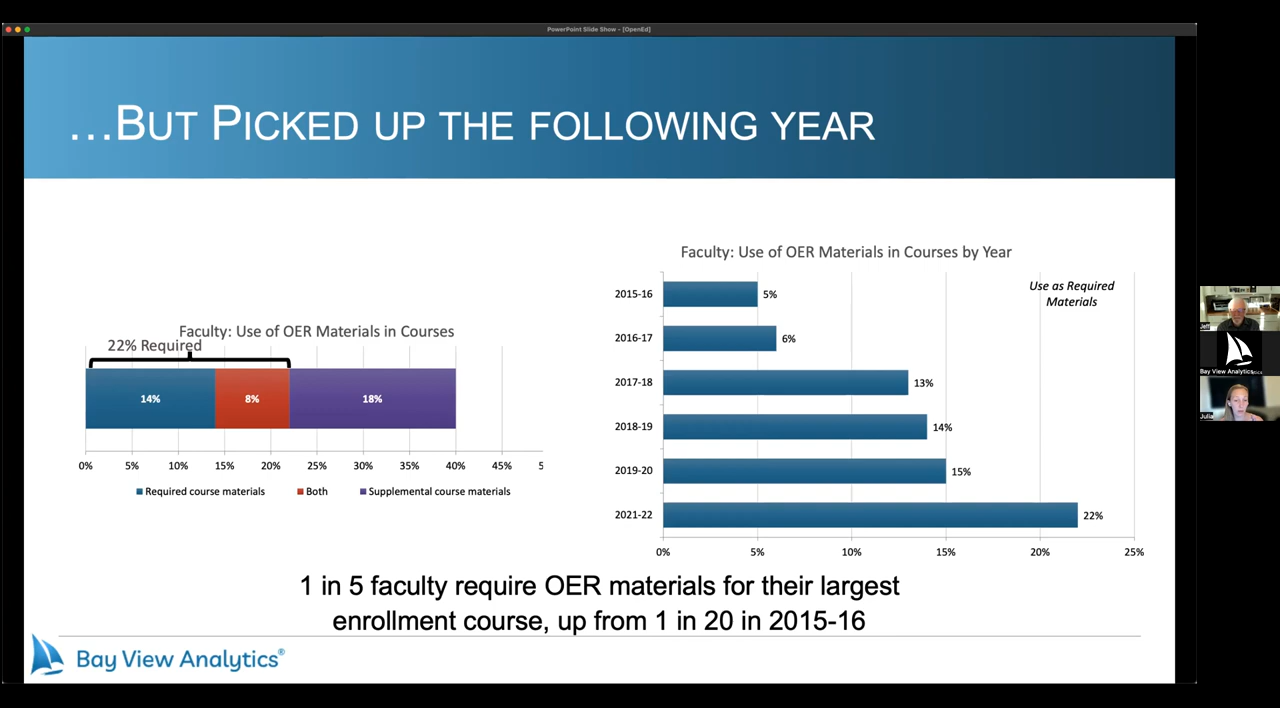 PowerPoint Slide Show - [OpenEd]
...BUT PICKED UP THE FOLLOWING YEAR
Faculty: Use of OER Materials in Courses
22% Required
14% 8% 18%
0% 5% 10% 15% 20% 25% 30% 35% 40% 45% 5
Required course materials Both Supplemental course materials
Faculty: Use of OER Materials in Courses by Year
Use as Required
Materials
2015-16 5%
2016-17 6%
2017-18 13%
2018-19 14%
2019-20 15%
2021-22 22%
0% 5% 10% 15% 20% 25%
1 in 5 faculty require OER materials for their largest
enrollment course, up from 1 in 20 in 2015-16
Bay View Analytics®
Jeff
Bay View Analytics
Julia